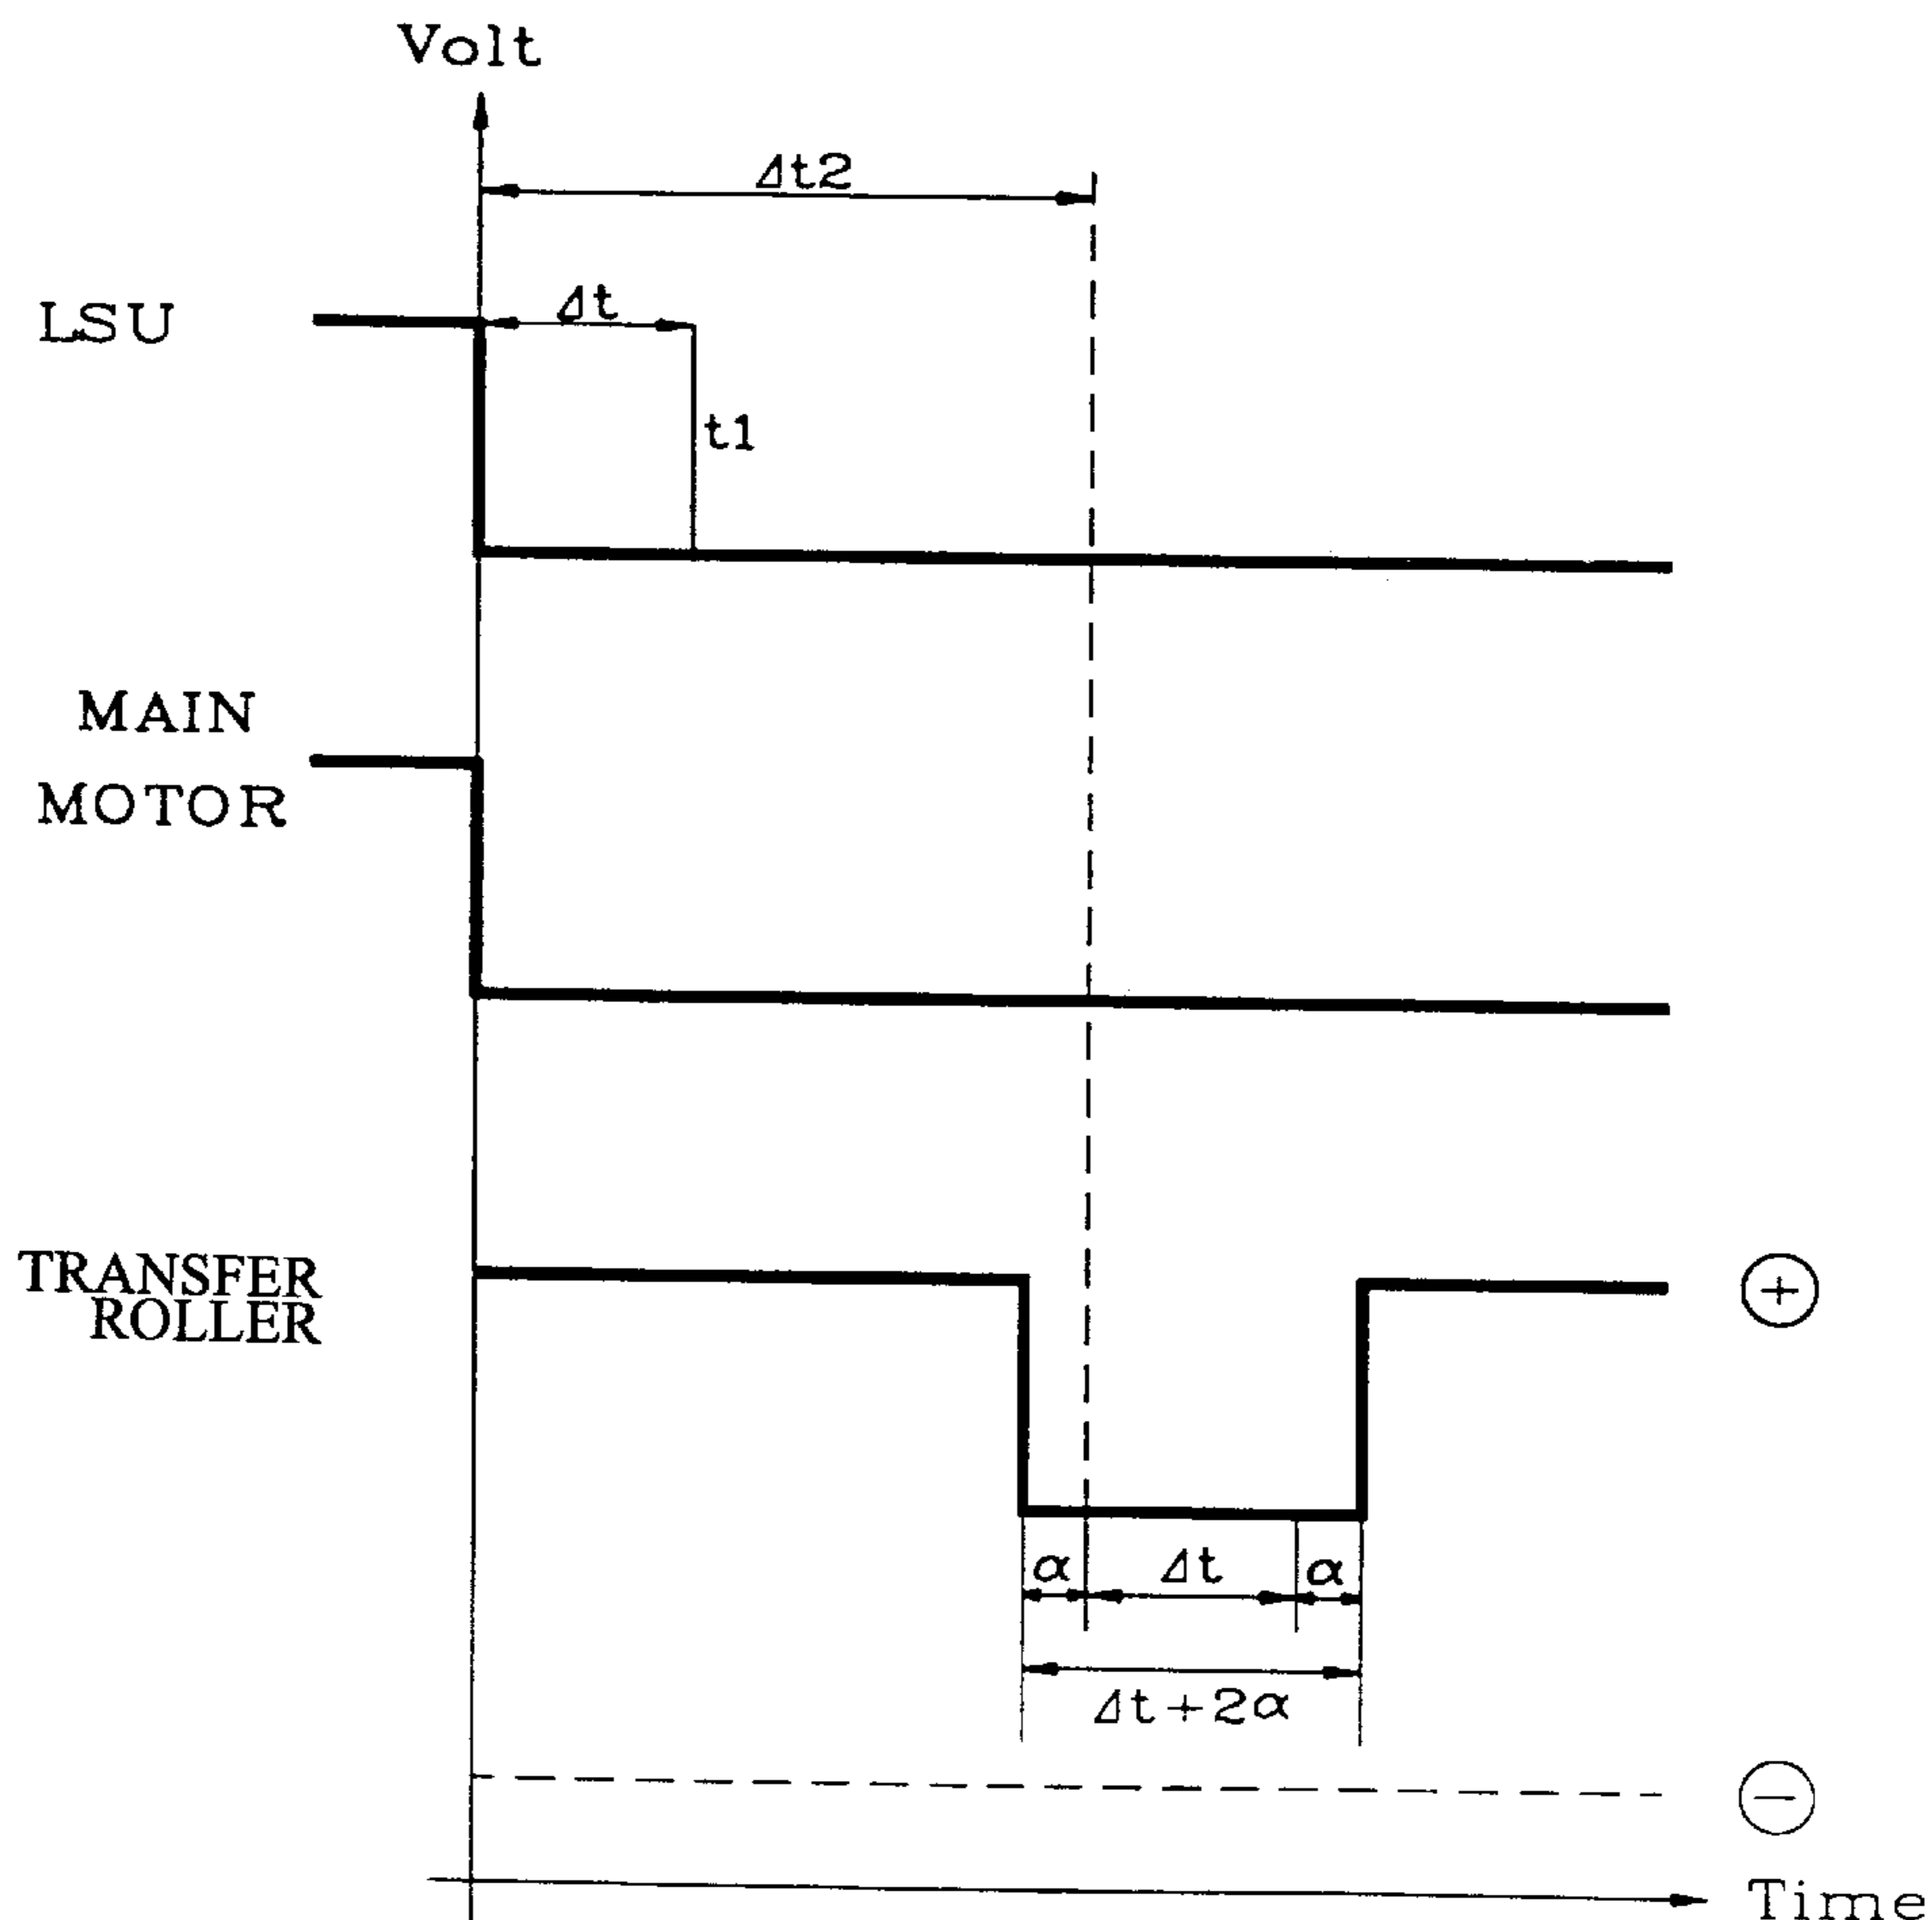 Volt
Δt2
LSU
Δt
t1
MAIN
MOTOR
TRANSFER
ROLLER
+
α
Δt
α
Δt+2α
−
Time